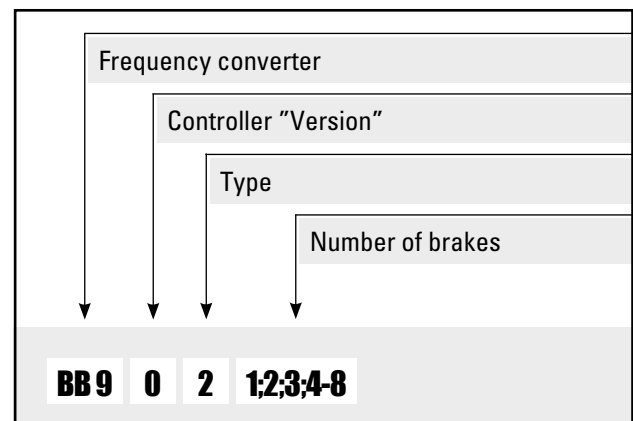 Frequency converter
Controller ”Version”
Type
Number of brakes
BB 9 0 2 1;2;3;4-8